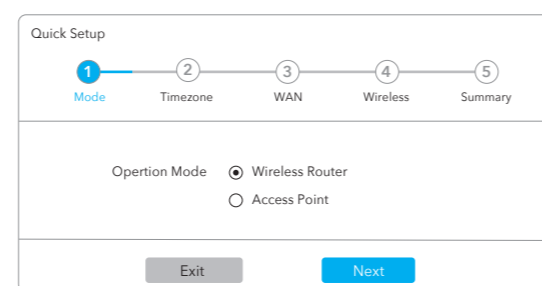 Quick Setup
1 2 3 4 5
Mode Timezone WAN Wireless Summary
Opertion Mode Wireless Router
Access Point
Exit Next